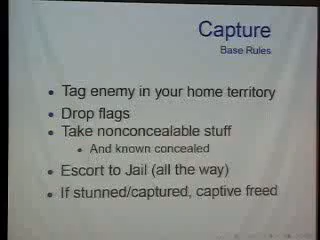 Capture
Base Rules
• Tag enemy in your home territory
• Drop flags
• Take nonconcealable stuff
• And known concealed
• Escort to Jail (all the way)
• If stunned/captured, captive freed